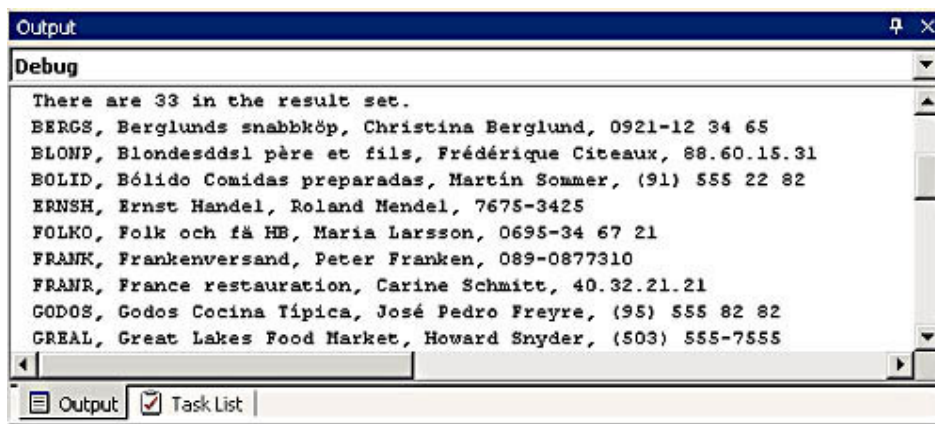 Output
Debug
There are 33 in the result set.
BERGS, Berglunds snabbköp, Christina Berglund, 0921-12 34 65
BLONP, Blondesddsl père et fils, Frédérique Citeaux, 88.60.15.31
BOLID, Bólido Comidas preparadas, Martín Sommer, (91) 555 22 82
ERNSH, Ernst Handel, Roland Mendel, 7675-3425
FOLKO, Folk och fä HB, Maria Larsson, 0695-34 67 21
FRANK, Frankenversand, Peter Franken, 089-0877310
FRANR, France restauration, Carine Schmitt, 40.32.21.21
GODOS, Godos Cocina Típica, José Pedro Freyre, (95) 555 82 82
GREAL, Great Lakes Food Market, Howard Snyder, (503) 555-7555
Output Task List